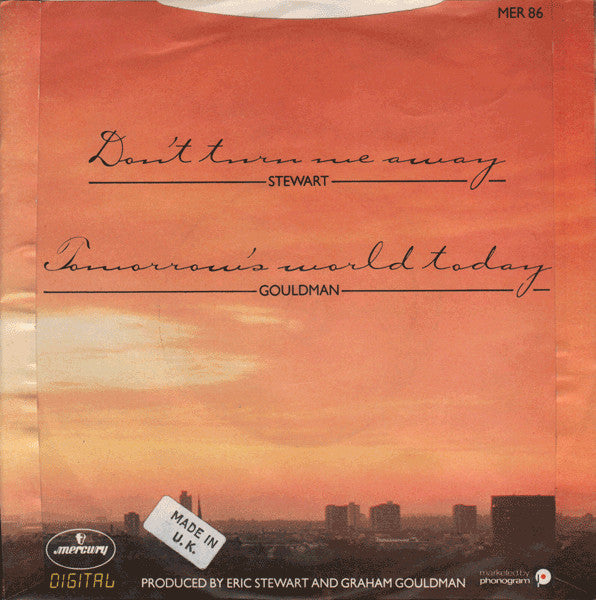 MER 86
Don't turn me away
STEWART
Tomorrow's world today
GOULDMAN
MADE IN
U.K.
mercury
DIGITAL
PRODUCED BY ERIC STEWART AND GRAHAM GOULDMAN
marketed by
phonogram